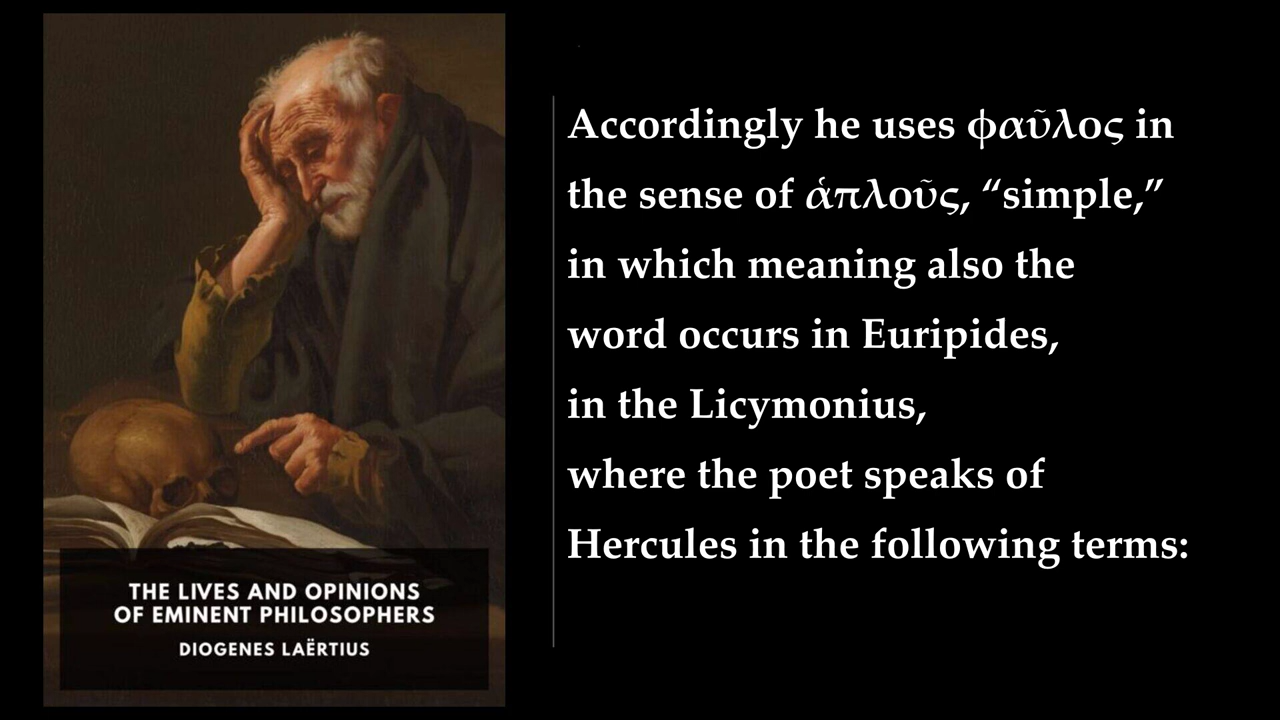 Accordingly he uses φαῦλος in
the sense of ἁπλοῦς, “simple,”
in which meaning also the
word occurs in Euripides,
in the Licymonius,
where the poet speaks of
Hercules in the following terms:
THE LIVES AND OPINIONS
OF EMINENT PHILOSOPHERS
DIOGENES LAËRTIUS